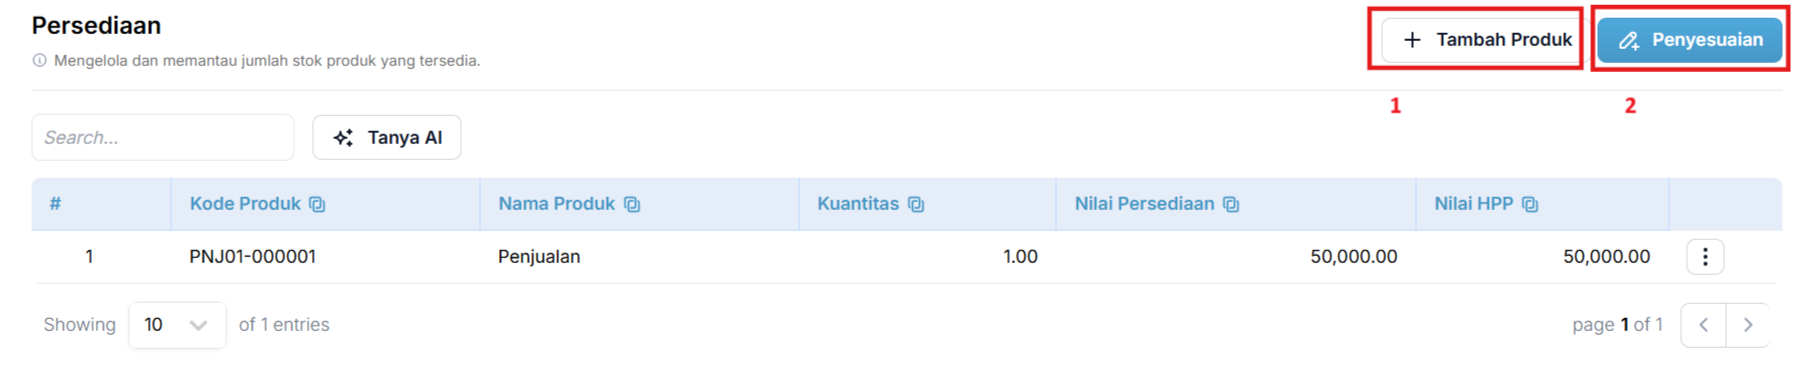 Persediaan
Mengelola dan memantau jumlah stok produk yang tersedia.
+ Tambah Produk
Penyesuaian
1
2
Search...
Tanya AI
# Kode Produk Nama Produk Kuantitas Nilai Persediaan Nilai HPP
1 PNJ01-000001 Penjualan 1.00 50,000.00 50,000.00
Showing 10 of 1 entries
page 1 of 1